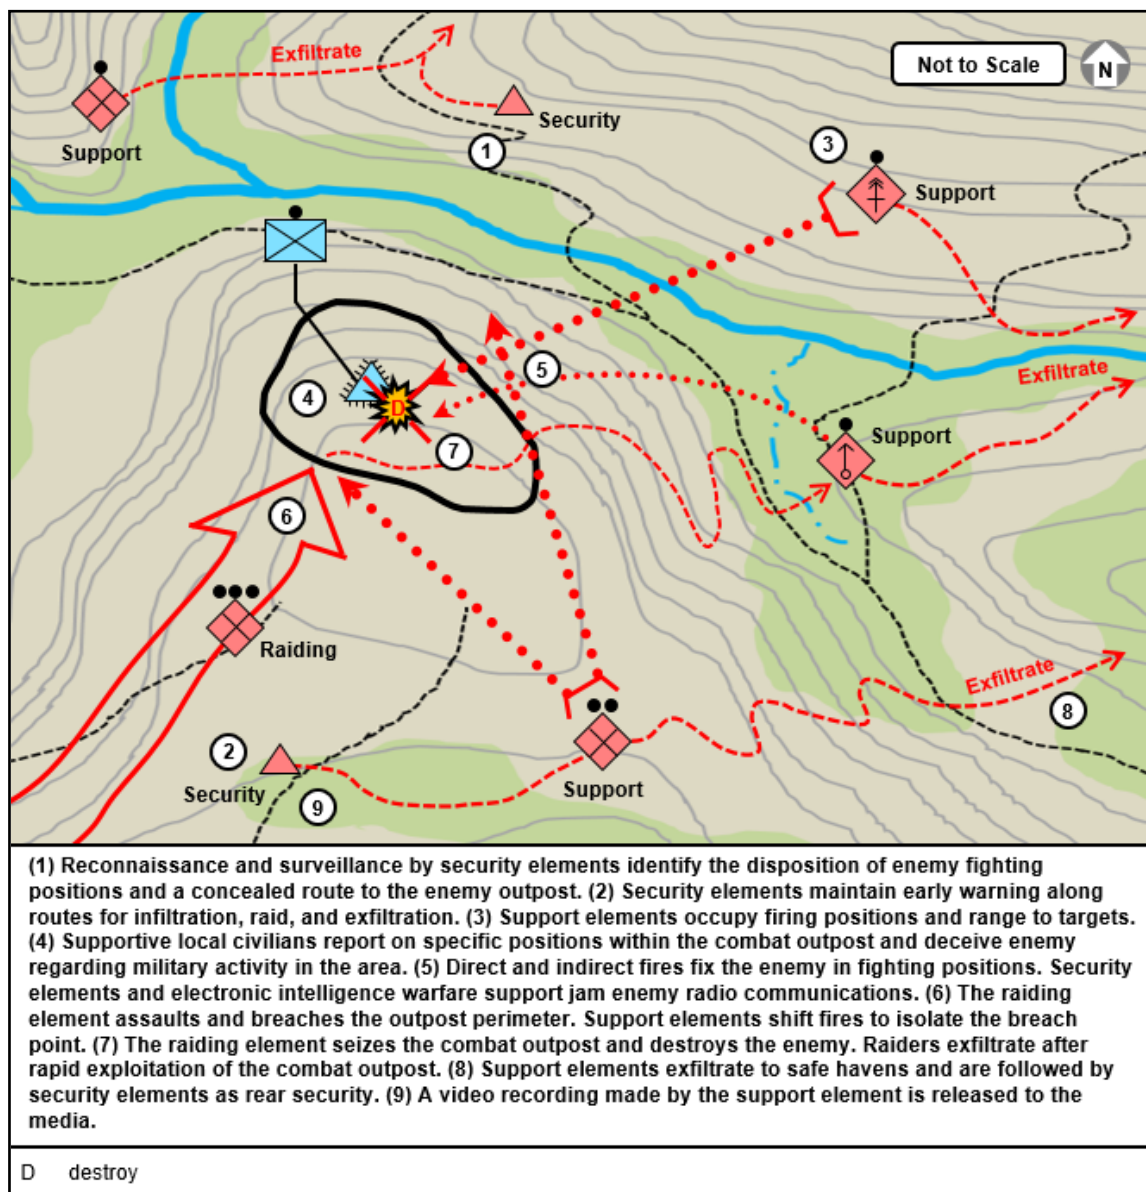 Exfiltrate
Not to Scale
N
Support
Security
1
3
Support
4
D
5
Exfiltrate
7
Support
6
Raiding
Exfiltrate
8
2
Security
9
Support
(1) Reconnaissance and surveillance by security elements identify the disposition of enemy fighting
positions and a concealed route to the enemy outpost. (2) Security elements maintain early warning along
routes for infiltration, raid, and exfiltration. (3) Support elements occupy firing positions and range to targets.
(4) Supportive local civilians report on specific positions within the combat outpost and deceive enemy
regarding military activity in the area. (5) Direct and indirect fires fix the enemy in fighting positions. Security
elements and electronic intelligence warfare support jam enemy radio communications. (6) The raiding
element assaults and breaches the outpost perimeter. Support elements shift fires to isolate the breach
point. (7) The raiding element seizes the combat outpost and destroys the enemy. Raiders exfiltrate after
rapid exploitation of the combat outpost. (8) Support elements exfiltrate to safe havens and are followed by
security elements as rear security. (9) A video recording made by the support element is released to the
media.
D destroy